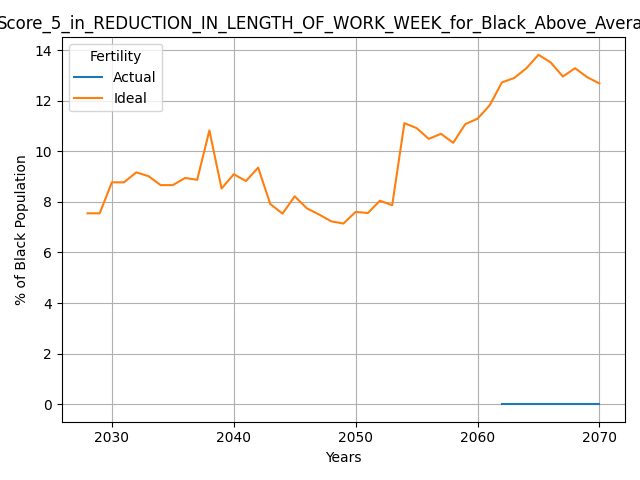 Score_5_in_REDUCTION_IN_LENGTH_OF_WORK_WEEK_for_Black_Above_Avera
Fertility
Actual
Ideal
% of Black Population
14
12
10
8
6
4
2
0
2030 2040 2050 2060 2070
Years